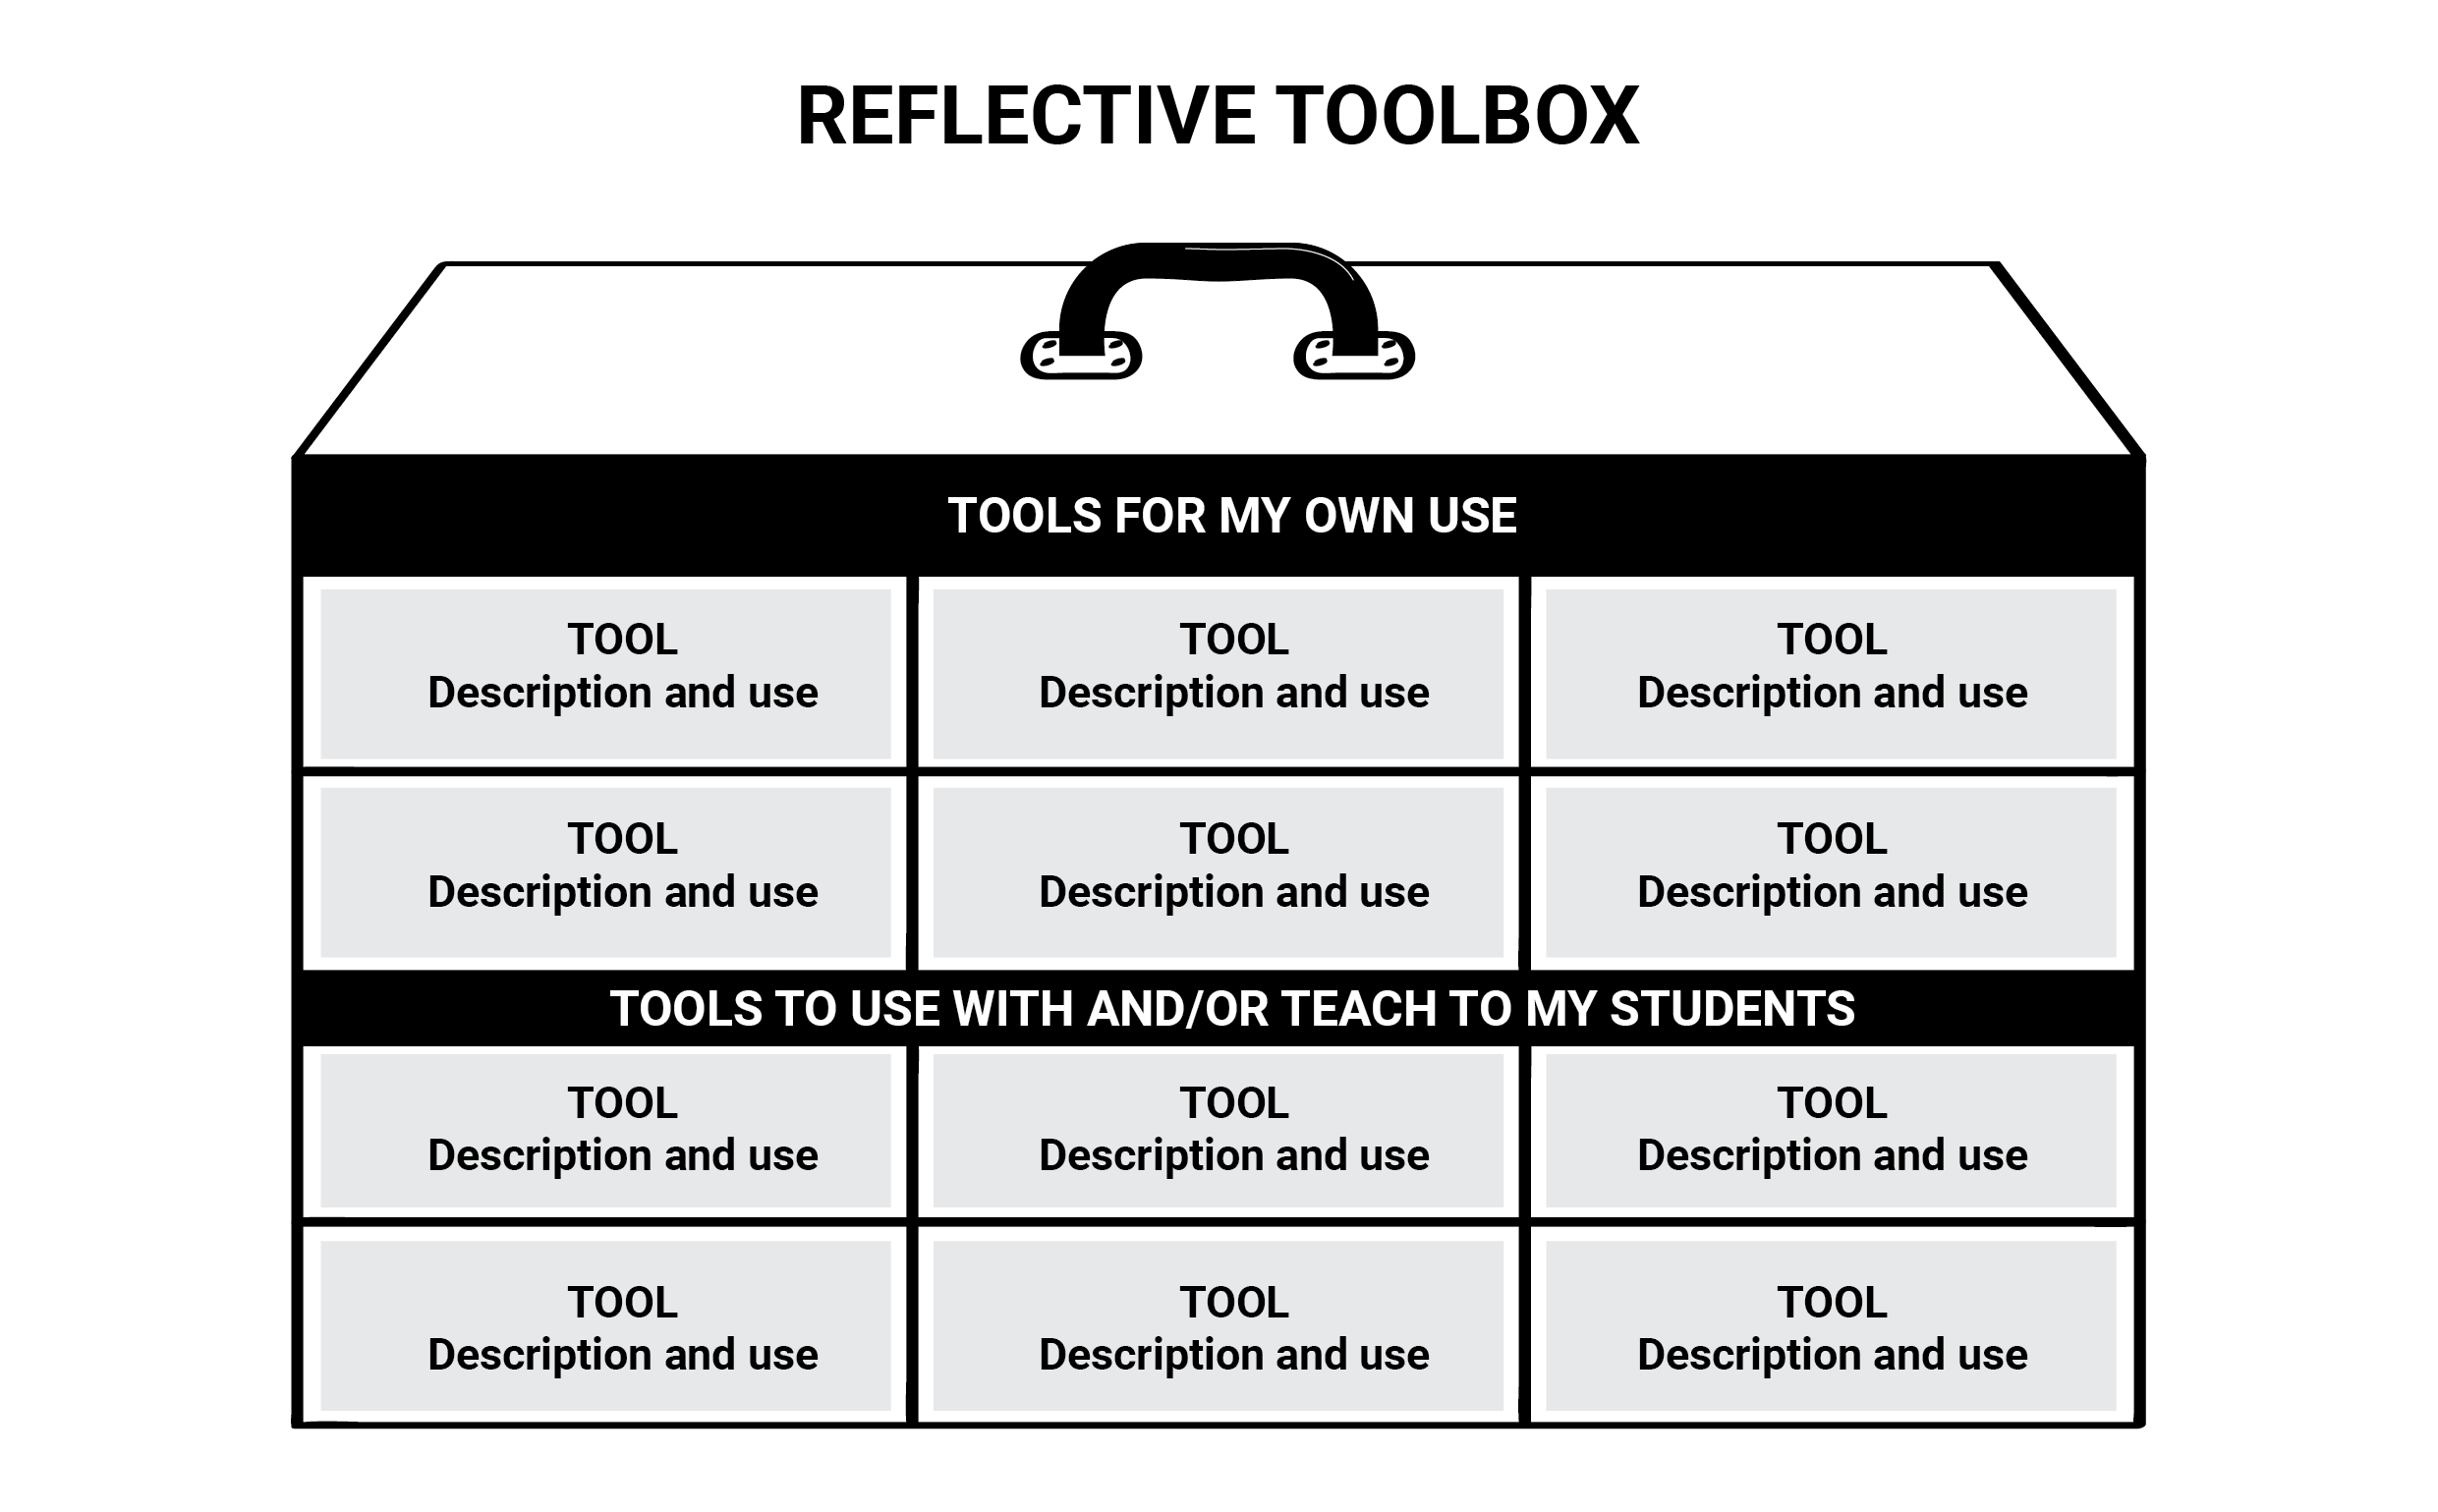 REFLECTIVE TOOLBOX
TOOLS FOR MY OWN USE
TOOL
Description and use
TOOL
Description and use
TOOL
Description and use
TOOL
Description and use
TOOL
Description and use
TOOL
Description and use
TOOLS TO USE WITH AND/OR TEACH TO MY STUDENTS
TOOL
Description and use
TOOL
Description and use
TOOL
Description and use
TOOL
Description and use
TOOL
Description and use
TOOL
Description and use